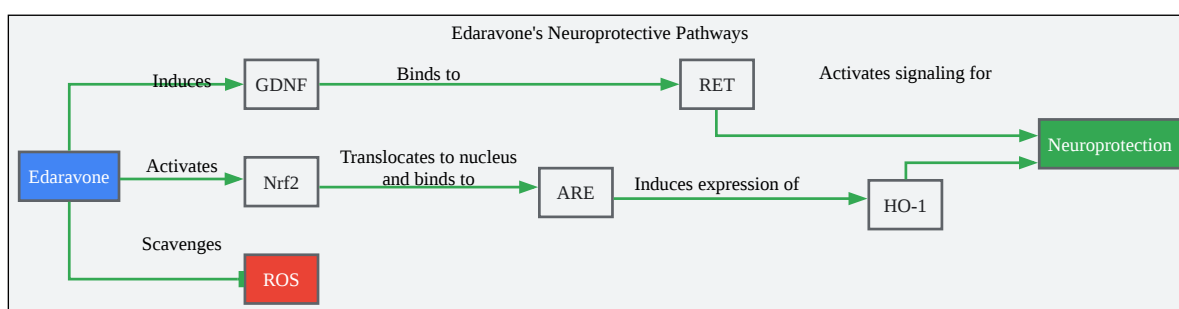 Edaravone's Neuroprotective Pathways
Induces
GDNF
Binds to
RET
Activates signaling for
Neuroprotection
Edaravone
Activates
Nrf2
Translocates to nucleus
and binds to
ARE
Induces expression of
HO-1
Scavenges
ROS